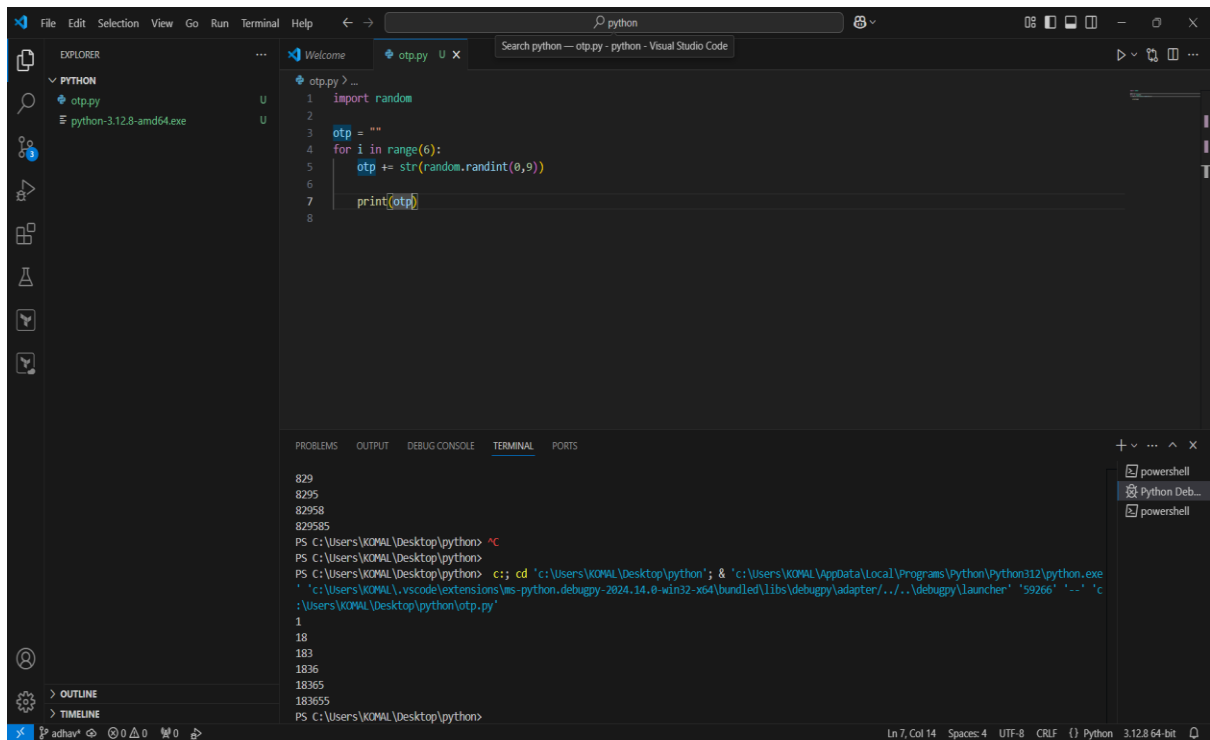 File Edit Selection View Go Run Terminal Help python
Search python — otp.py - python - Visual Studio Code
EXPLORER
Welcome otp.py U
PYTHON
otp.py U
python-3.12.8-amd64.exe U
otp.py > ...
1 import random
2
3 otp = ""
4 for i in range(6):
5 otp += str(random.randint(0,9))
6
7 print(otp)
8
3
PROBLEMS OUTPUT DEBUG CONSOLE TERMINAL PORTS
829
8295
82958
829585
PS C:\Users\KOMAL\Desktop\python> ^C
PS C:\Users\KOMAL\Desktop\python>
PS C:\Users\KOMAL\Desktop\python> c:; cd 'c:\Users\KOMAL\Desktop\python'; & 'c:\Users\KOMAL\AppData\Local\Programs\Python\Python312\python.exe
' 'c:\Users\KOMAL\.vscode\extensions\ms-python.debugpy-2024.14.0-win32-x64\bundled\libs\debugpy\adapter/../..\debugpy\launcher' '59266' '--' 'c
:\Users\KOMAL\Desktop\python\otp.py'
1
18
183
1836
18365
183655
PS C:\Users\KOMAL\Desktop\python>
powershell
Python Deb...
powershell
OUTLINE
TIMELINE
adhav* 0 0 0 Ln 7, Col 14 Spaces: 4 UTF-8 CRLF {} Python 3.12.8 64-bit